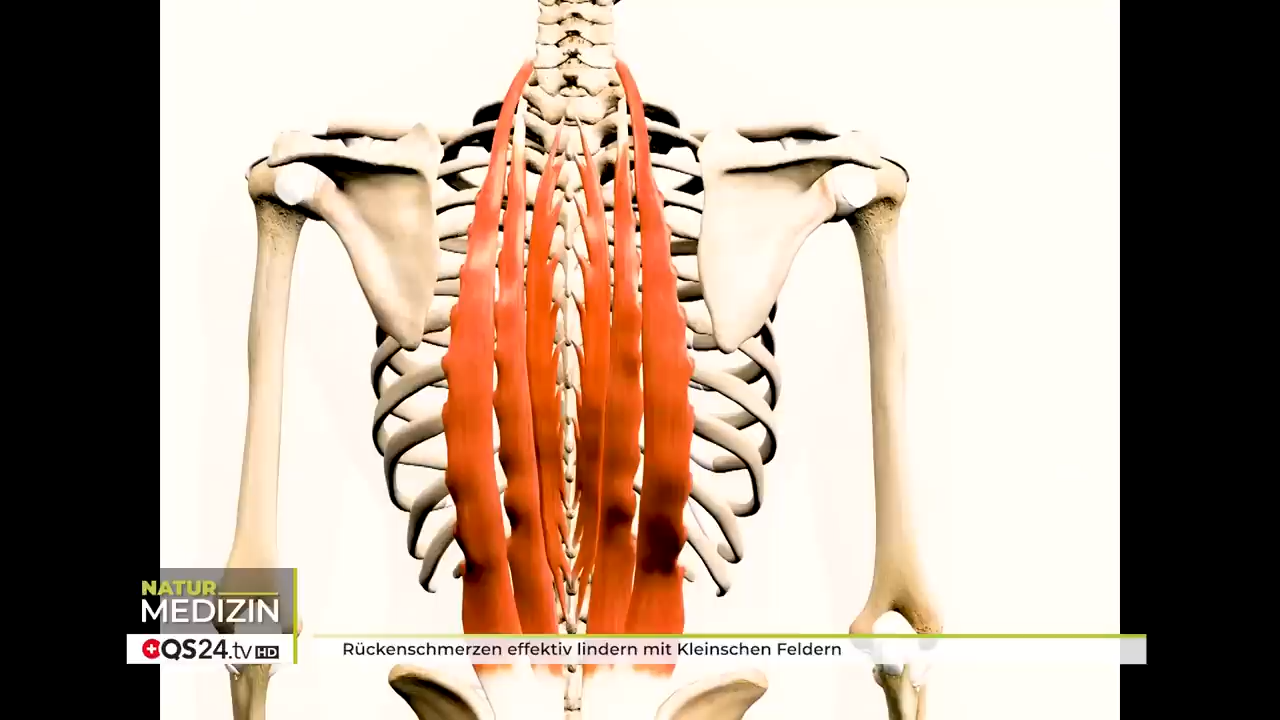 NATUR
MEDIZIN
QS24.tv HD
Rückenschmerzen effektiv lindern mit Kleinschen Feldern